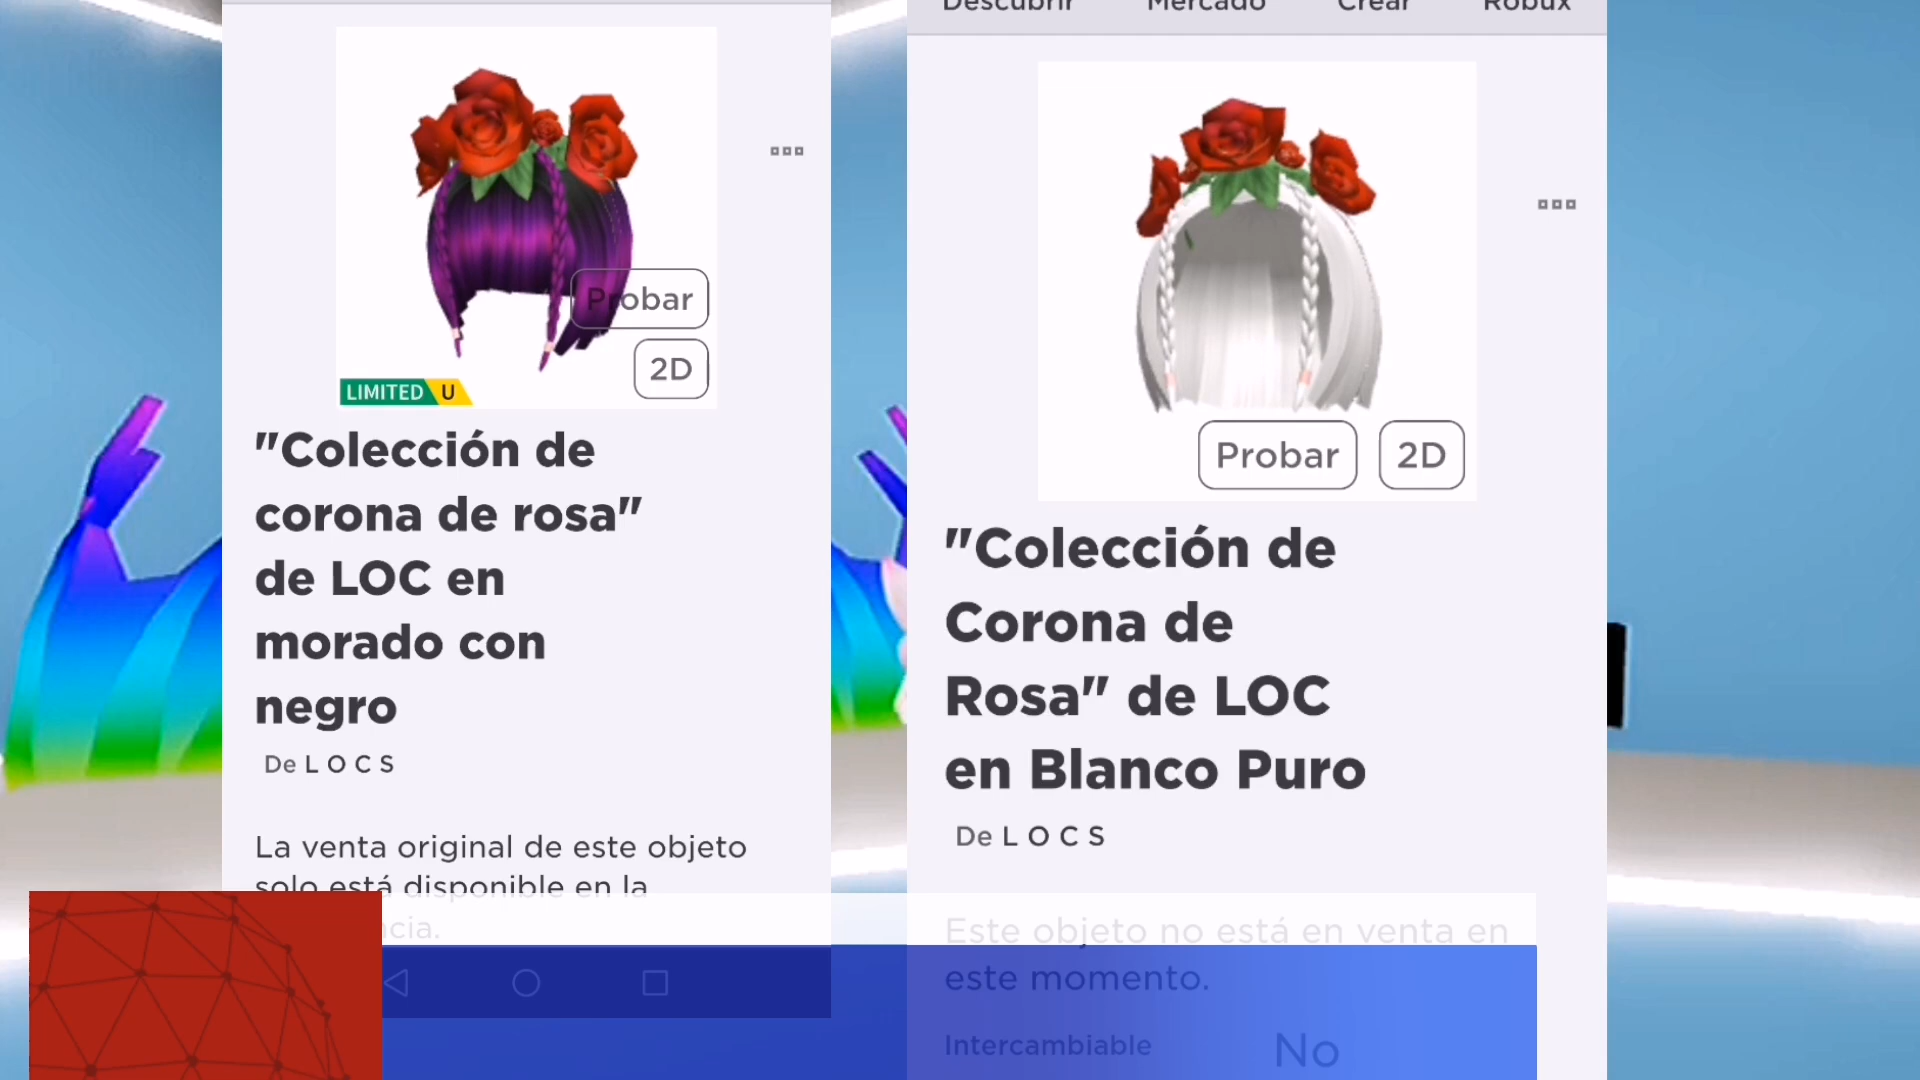 Probar
2D
LIMITED U
"Colección de
corona de rosa"
de LOC en
morado con
negro
De L O C S
La venta original de este objeto
solo está disponible en la
Descubrir Mercado Crear Robux
Probar 2D
"Colección de
Corona de
Rosa" de LOC
en Blanco Puro
De L O C S
Este objeto no está en venta en
este momento.
Intercambiable No